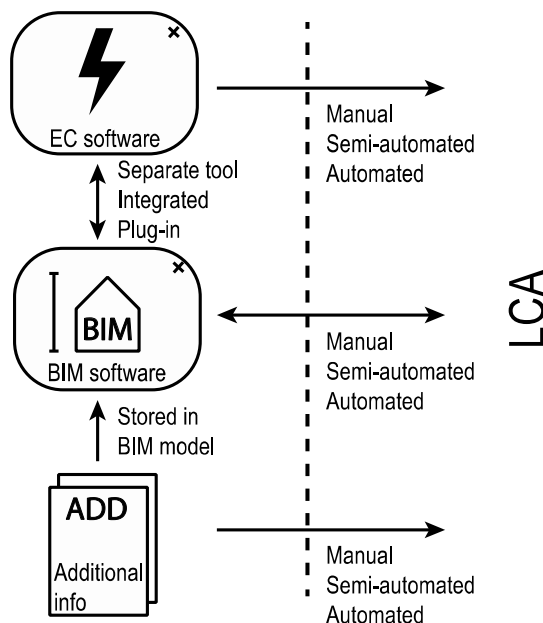 EC software
Manual
Semi-automated
Automated
Separate tool
Integrated
Plug-in
BIM
BIM software
Manual
Semi-automated
Automated
LCA
Stored in
BIM model
ADD
Additional
info
Manual
Semi-automated
Automated